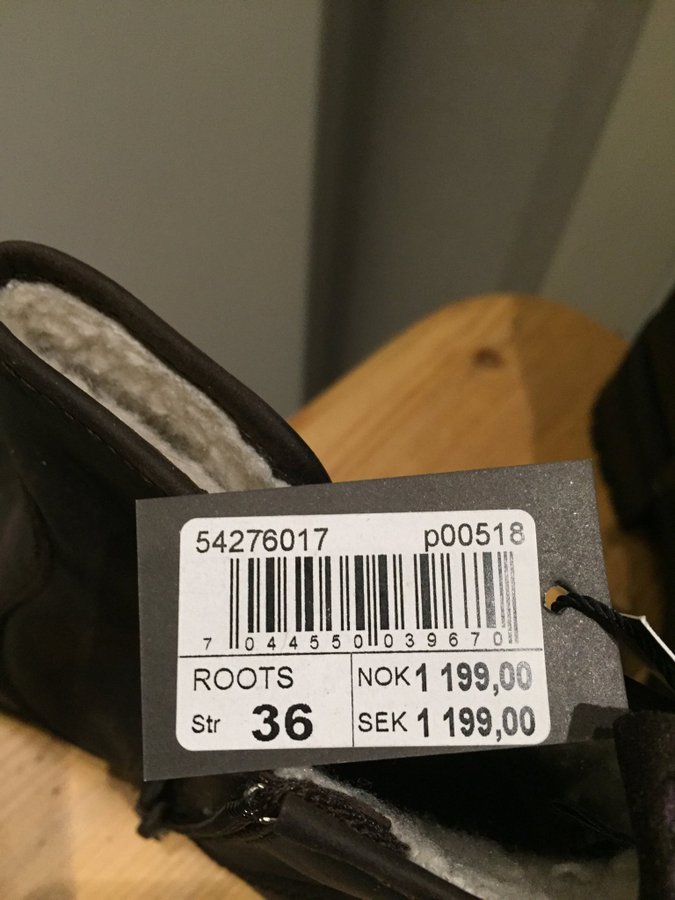 54276017 p00518
7 044550 039670
ROOTS
Str 36
NOK 1 199,00
SEK 1 199,00